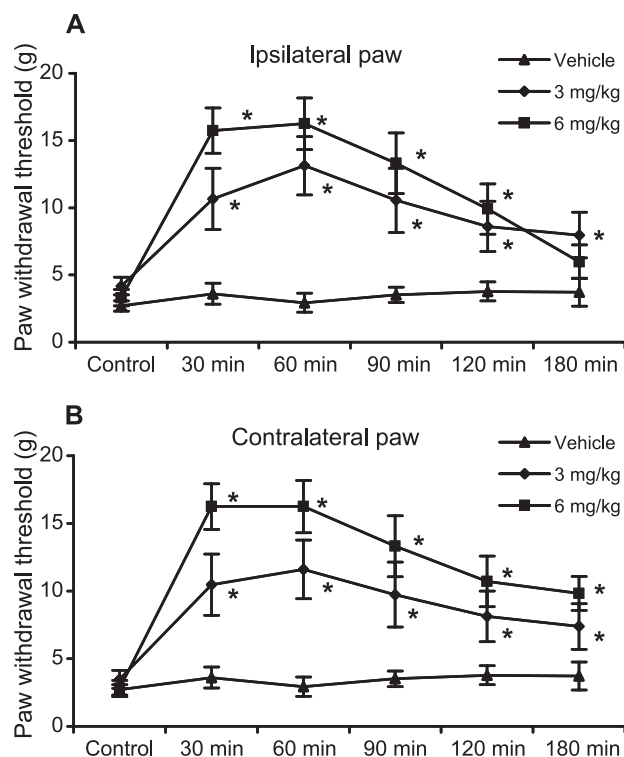 A
Ipsilateral paw
Paw withdrawal threshold (g)
Vehicle
3 mg/kg
6 mg/kg
20
15
10
5
0
* * * *
* * * * *
Control 30 min 60 min 90 min 120 min 180 min
B
Contralateral paw
Paw withdrawal threshold (g)
Vehicle
3 mg/kg
6 mg/kg
20
15
10
5
0
* * * * *
* * * * *
Control 30 min 60 min 90 min 120 min 180 min